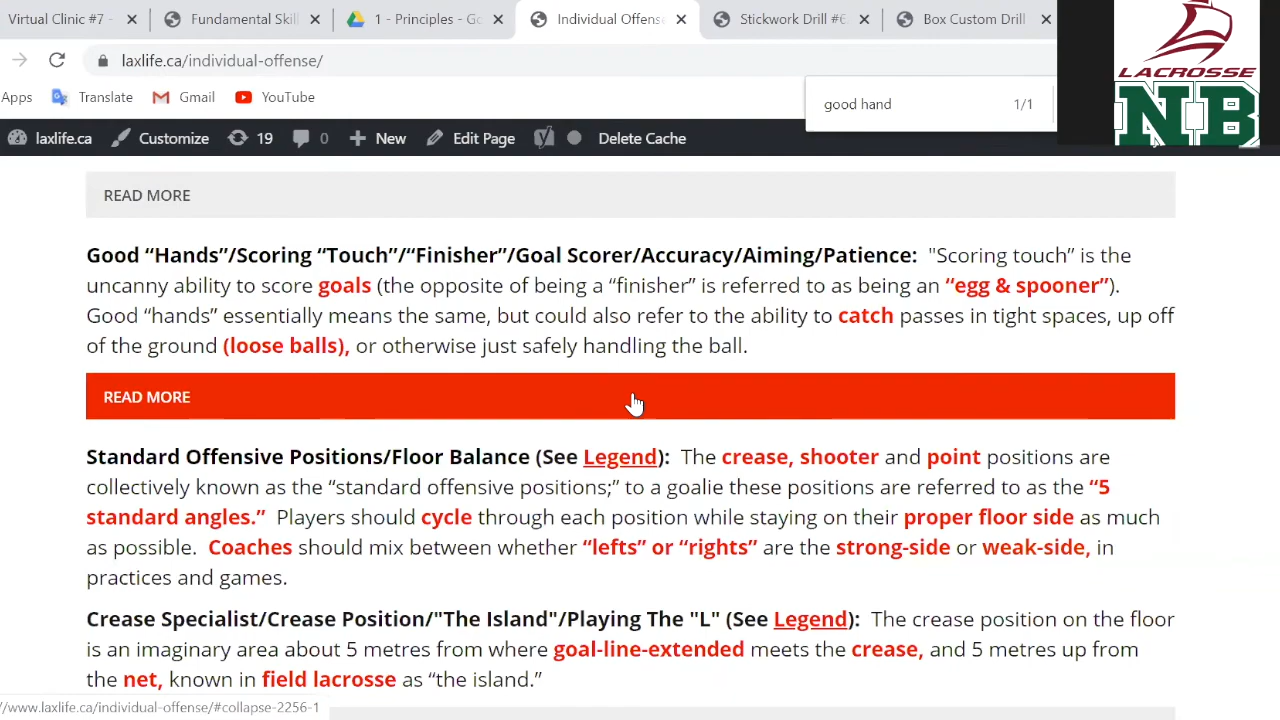 Virtual Clinic #7 -
Fundamental Skil
1 - Principles - Go
Individual Offense
Stickwork Drill #6
Box Custom Drill
laxlife.ca/individual-offense/
Apps
Translate
Gmail
YouTube
good hand
1/1
LACROSSE
NB
laxlife.ca
Customize
19
0
New
Edit Page
Delete Cache
READ MORE
Good “Hands”/Scoring “Touch”/“Finisher”/Goal Scorer/Accuracy/Aiming/Patience: "Scoring touch” is the
uncanny ability to score goals (the opposite of being a “finisher” is referred to as being an “egg & spooner”).
Good “hands” essentially means the same, but could also refer to the ability to catch passes in tight spaces, up off
of the ground (loose balls), or otherwise just safely handling the ball.
READ MORE
Standard Offensive Positions/Floor Balance (See Legend): The crease, shooter and point positions are
collectively known as the “standard offensive positions;” to a goalie these positions are referred to as the “5
standard angles.” Players should cycle through each position while staying on their proper floor side as much
as possible. Coaches should mix between whether “lefts” or “rights” are the strong-side or weak-side, in
practices and games.
Crease Specialist/Crease Position/"The Island"/Playing The "L" (See Legend): The crease position on the floor
is an imaginary area about 5 metres from where goal-line-extended meets the crease, and 5 metres up from
the net, known in field lacrosse as “the island.”
//www.laxlife.ca/individual-offense/#collapse-2256-1